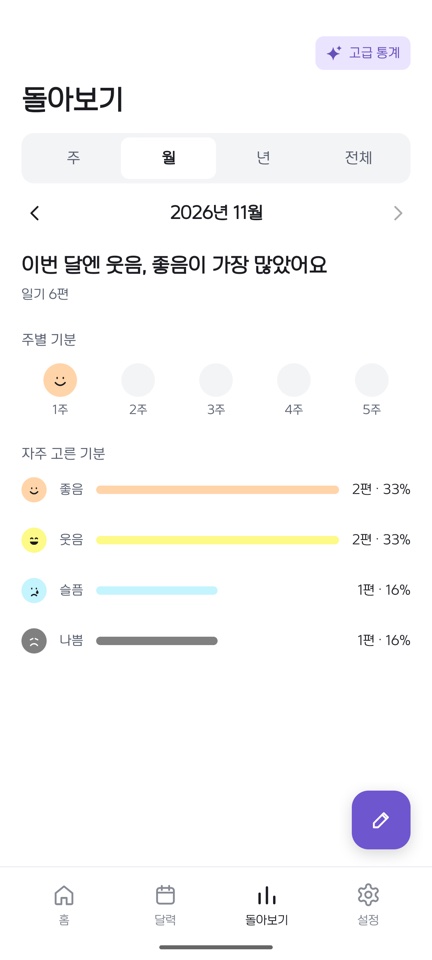 고급 통계
돌아보기
주 월 년 전체
2026년 11월
이번 달엔 웃음, 좋음이 가장 많았어요
일기 6편
주별 기분
1주 2주 3주 4주 5주
자주 고른 기분
좋음 2편 · 33%
웃음 2편 · 33%
슬픔 1편 · 16%
나쁨 1편 · 16%
홈 달력 돌아보기 설정